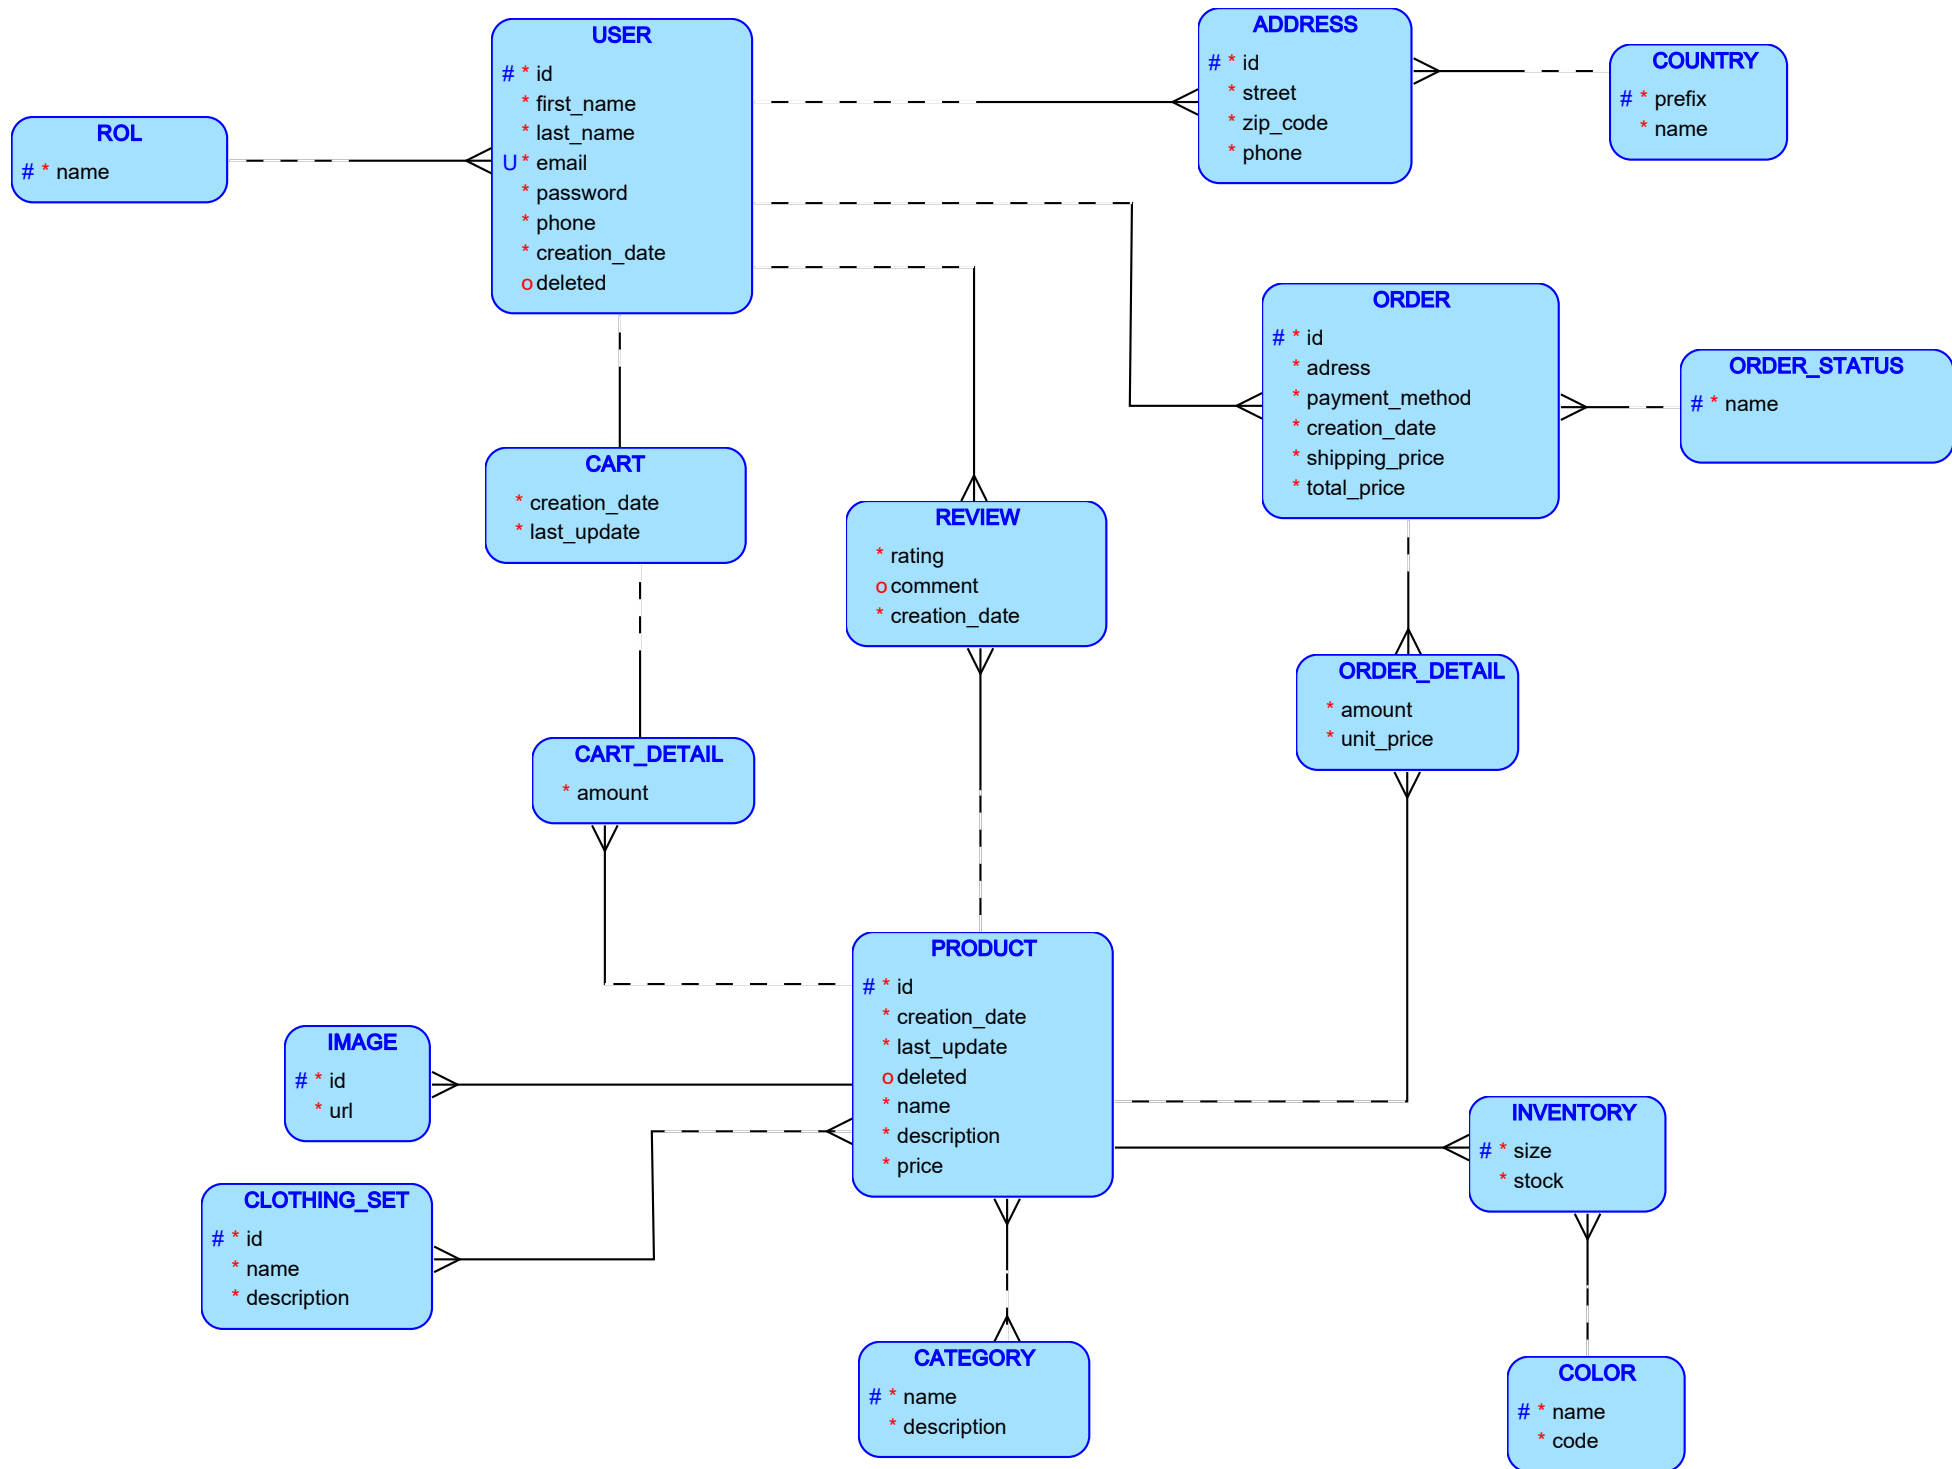 USER
# * id
* first_name
* last_name
U * email
* password
* phone
* creation_date
o deleted
ADDRESS
# * id
* street
* zip_code
* phone
COUNTRY
# * prefix
* name
ROL
# * name
ORDER
# * id
* adress
* payment_method
* creation_date
* shipping_price
* total_price
ORDER_STATUS
# * name
CART
* creation_date
* last_update
REVIEW
* rating
o comment
* creation_date
ORDER_DETAIL
* amount
* unit_price
CART_DETAIL
* amount
PRODUCT
# * id
* creation_date
* last_update
o deleted
* name
* description
* price
IMAGE
# * id
* url
INVENTORY
# * size
* stock
CLOTHING_SET
# * id
* name
* description
CATEGORY
# * name
* description
COLOR
# * name
* code